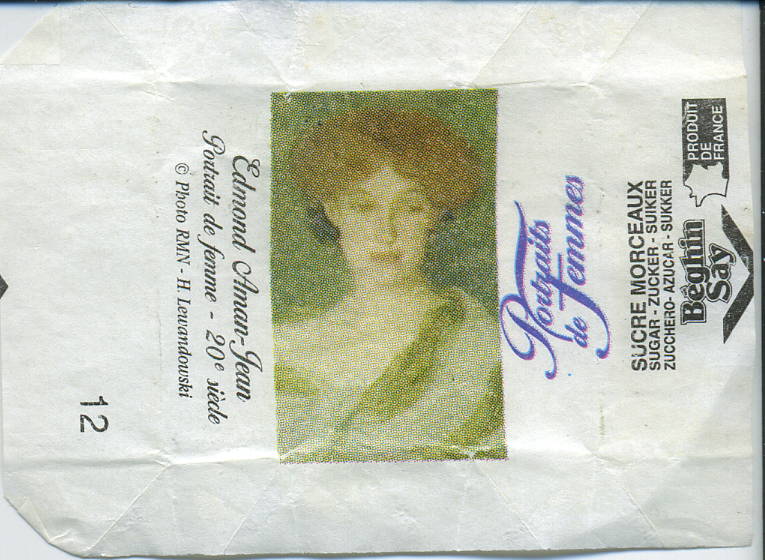 PRODUIT
DE
FRANCE
Béghin
Say
SUCRE MORCEAUX
SUGAR - ZUCKER - SUIKER
ZUCCHERO - AZUCAR - SUKKER
Portraits
de Femmes
Edmond Aman-Jean
Portrait de femme - 20e siècle
© Photo RMN - H. Lewandowski
12